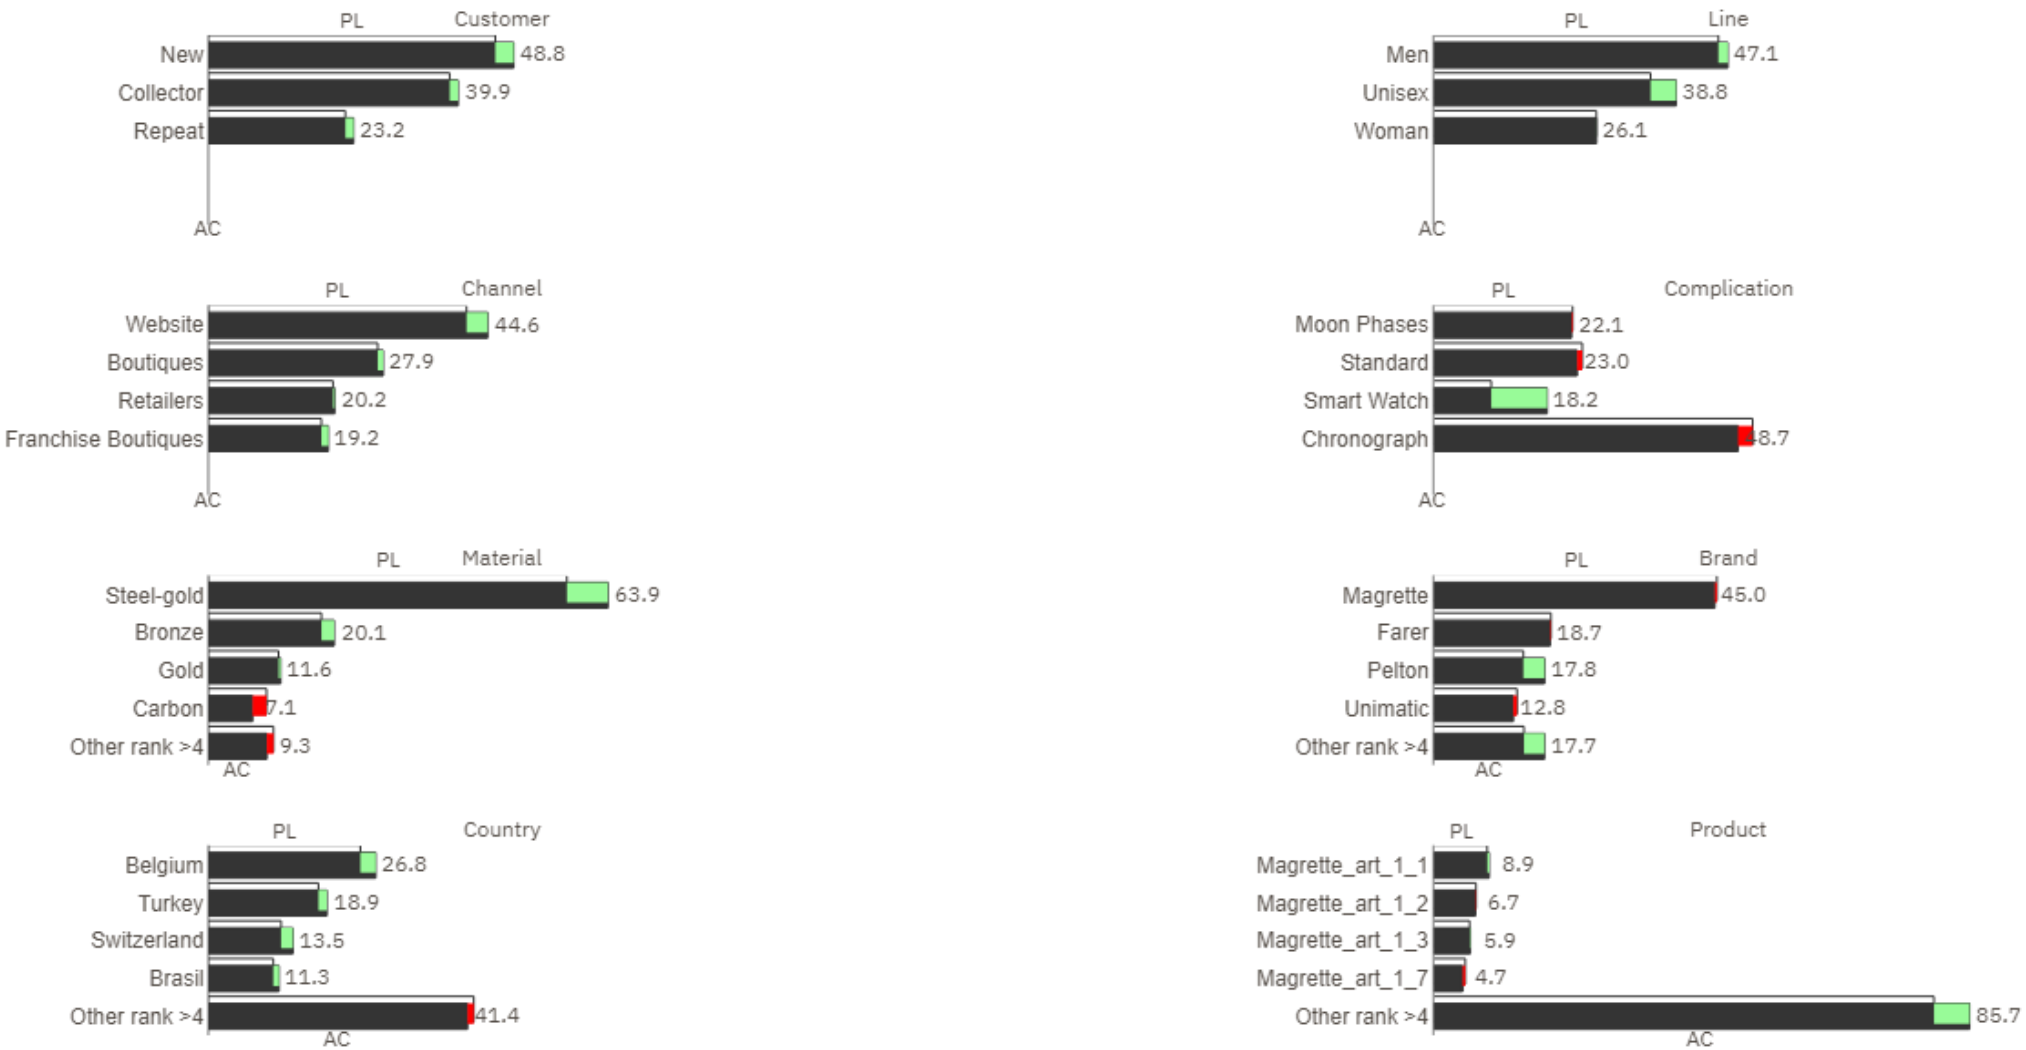 PL Customer
New 48.8
Collector 39.9
Repeat 23.2
AC
PL Line
Men 47.1
Unisex 38.8
Woman 26.1
AC
PL Channel
Website 44.6
Boutiques 27.9
Retailers 20.2
Franchise Boutiques 19.2
AC
PL Complication
Moon Phases 22.1
Standard 23.0
Smart Watch 18.2
Chronograph 48.7
AC
PL Material
Steel-gold 63.9
Bronze 20.1
Gold 11.6
Carbon 7.1
Other rank >4 9.3
AC
PL Brand
Magrette 45.0
Farer 18.7
Pelton 17.8
Unimatic 12.8
Other rank >4 17.7
AC
PL Country
Belgium 26.8
Turkey 18.9
Switzerland 13.5
Brasil 11.3
Other rank >4 41.4
AC
PL Product
Magrette_art_1_1 8.9
Magrette_art_1_2 6.7
Magrette_art_1_3 5.9
Magrette_art_1_7 4.7
Other rank >4 85.7
AC